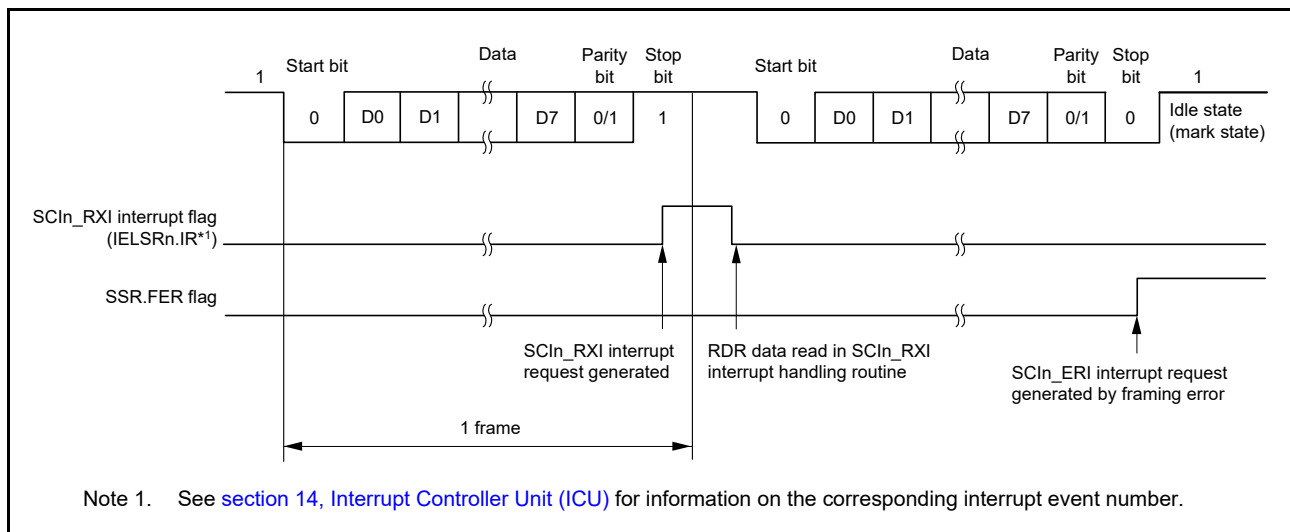 Data
Parity
bit
Stop
bit
Start bit
1
Data
Parity
bit
Stop
bit
Start bit
1
0
D0
D1
D7
0/1
1
0
D0
D1
D7
0/1
0
Idle state
(mark state)
SCIn_RXI interrupt flag
(IELSRn.IR*1)
SSR.FER flag
SCIn_RXI interrupt
request generated
RDR data read in SCIn_RXI
interrupt handling routine
SCIn_ERI interrupt request
generated by framing error
1 frame
Note 1. See section 14, Interrupt Controller Unit (ICU) for information on the corresponding interrupt event number.